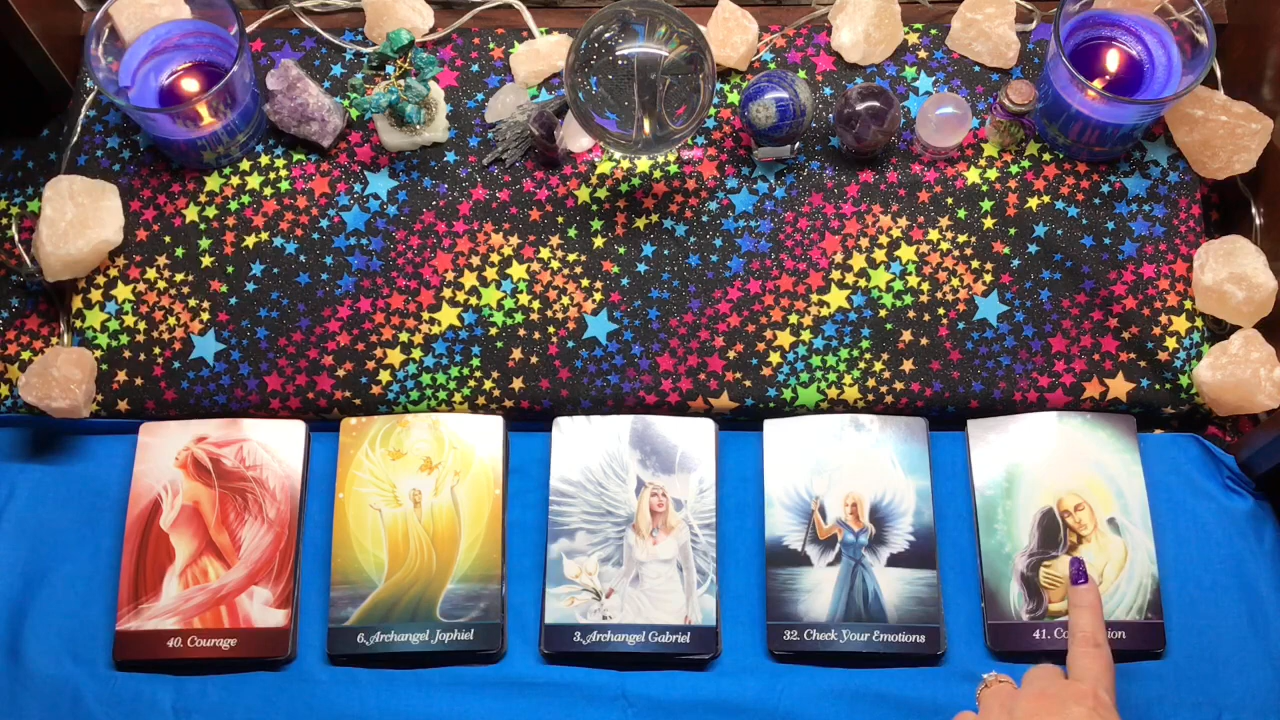 40. Courage
6. Archangel Jophiel
3. Archangel Gabriel
32. Check Your Emotions
41.